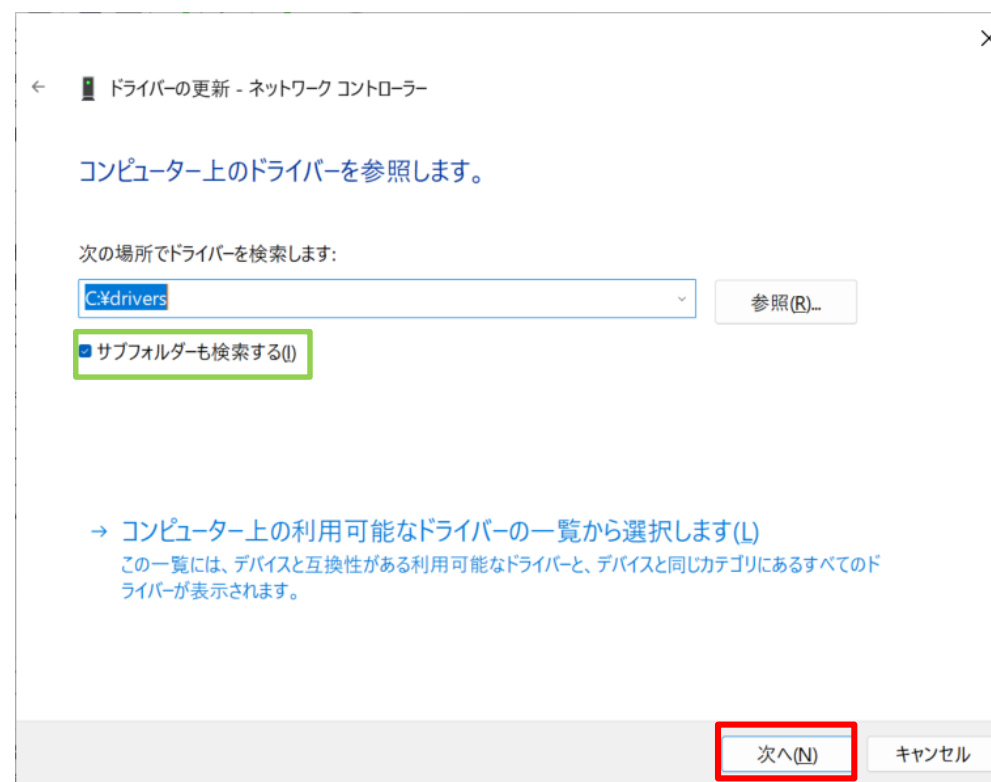 ドライバーの更新 - ネットワーク コントローラー
コンピューター上のドライバーを参照します。
次の場所でドライバーを検索します:
C:¥drivers
参照(R)...
サブフォルダーも検索する(I)
→ コンピューター上の利用可能なドライバーの一覧から選択します(L)
この一覧には、デバイスと互換性がある利用可能なドライバーと、デバイスと同じカテゴリにあるすべてのド
ライバーが表示されます。
次へ(N)
キャンセル